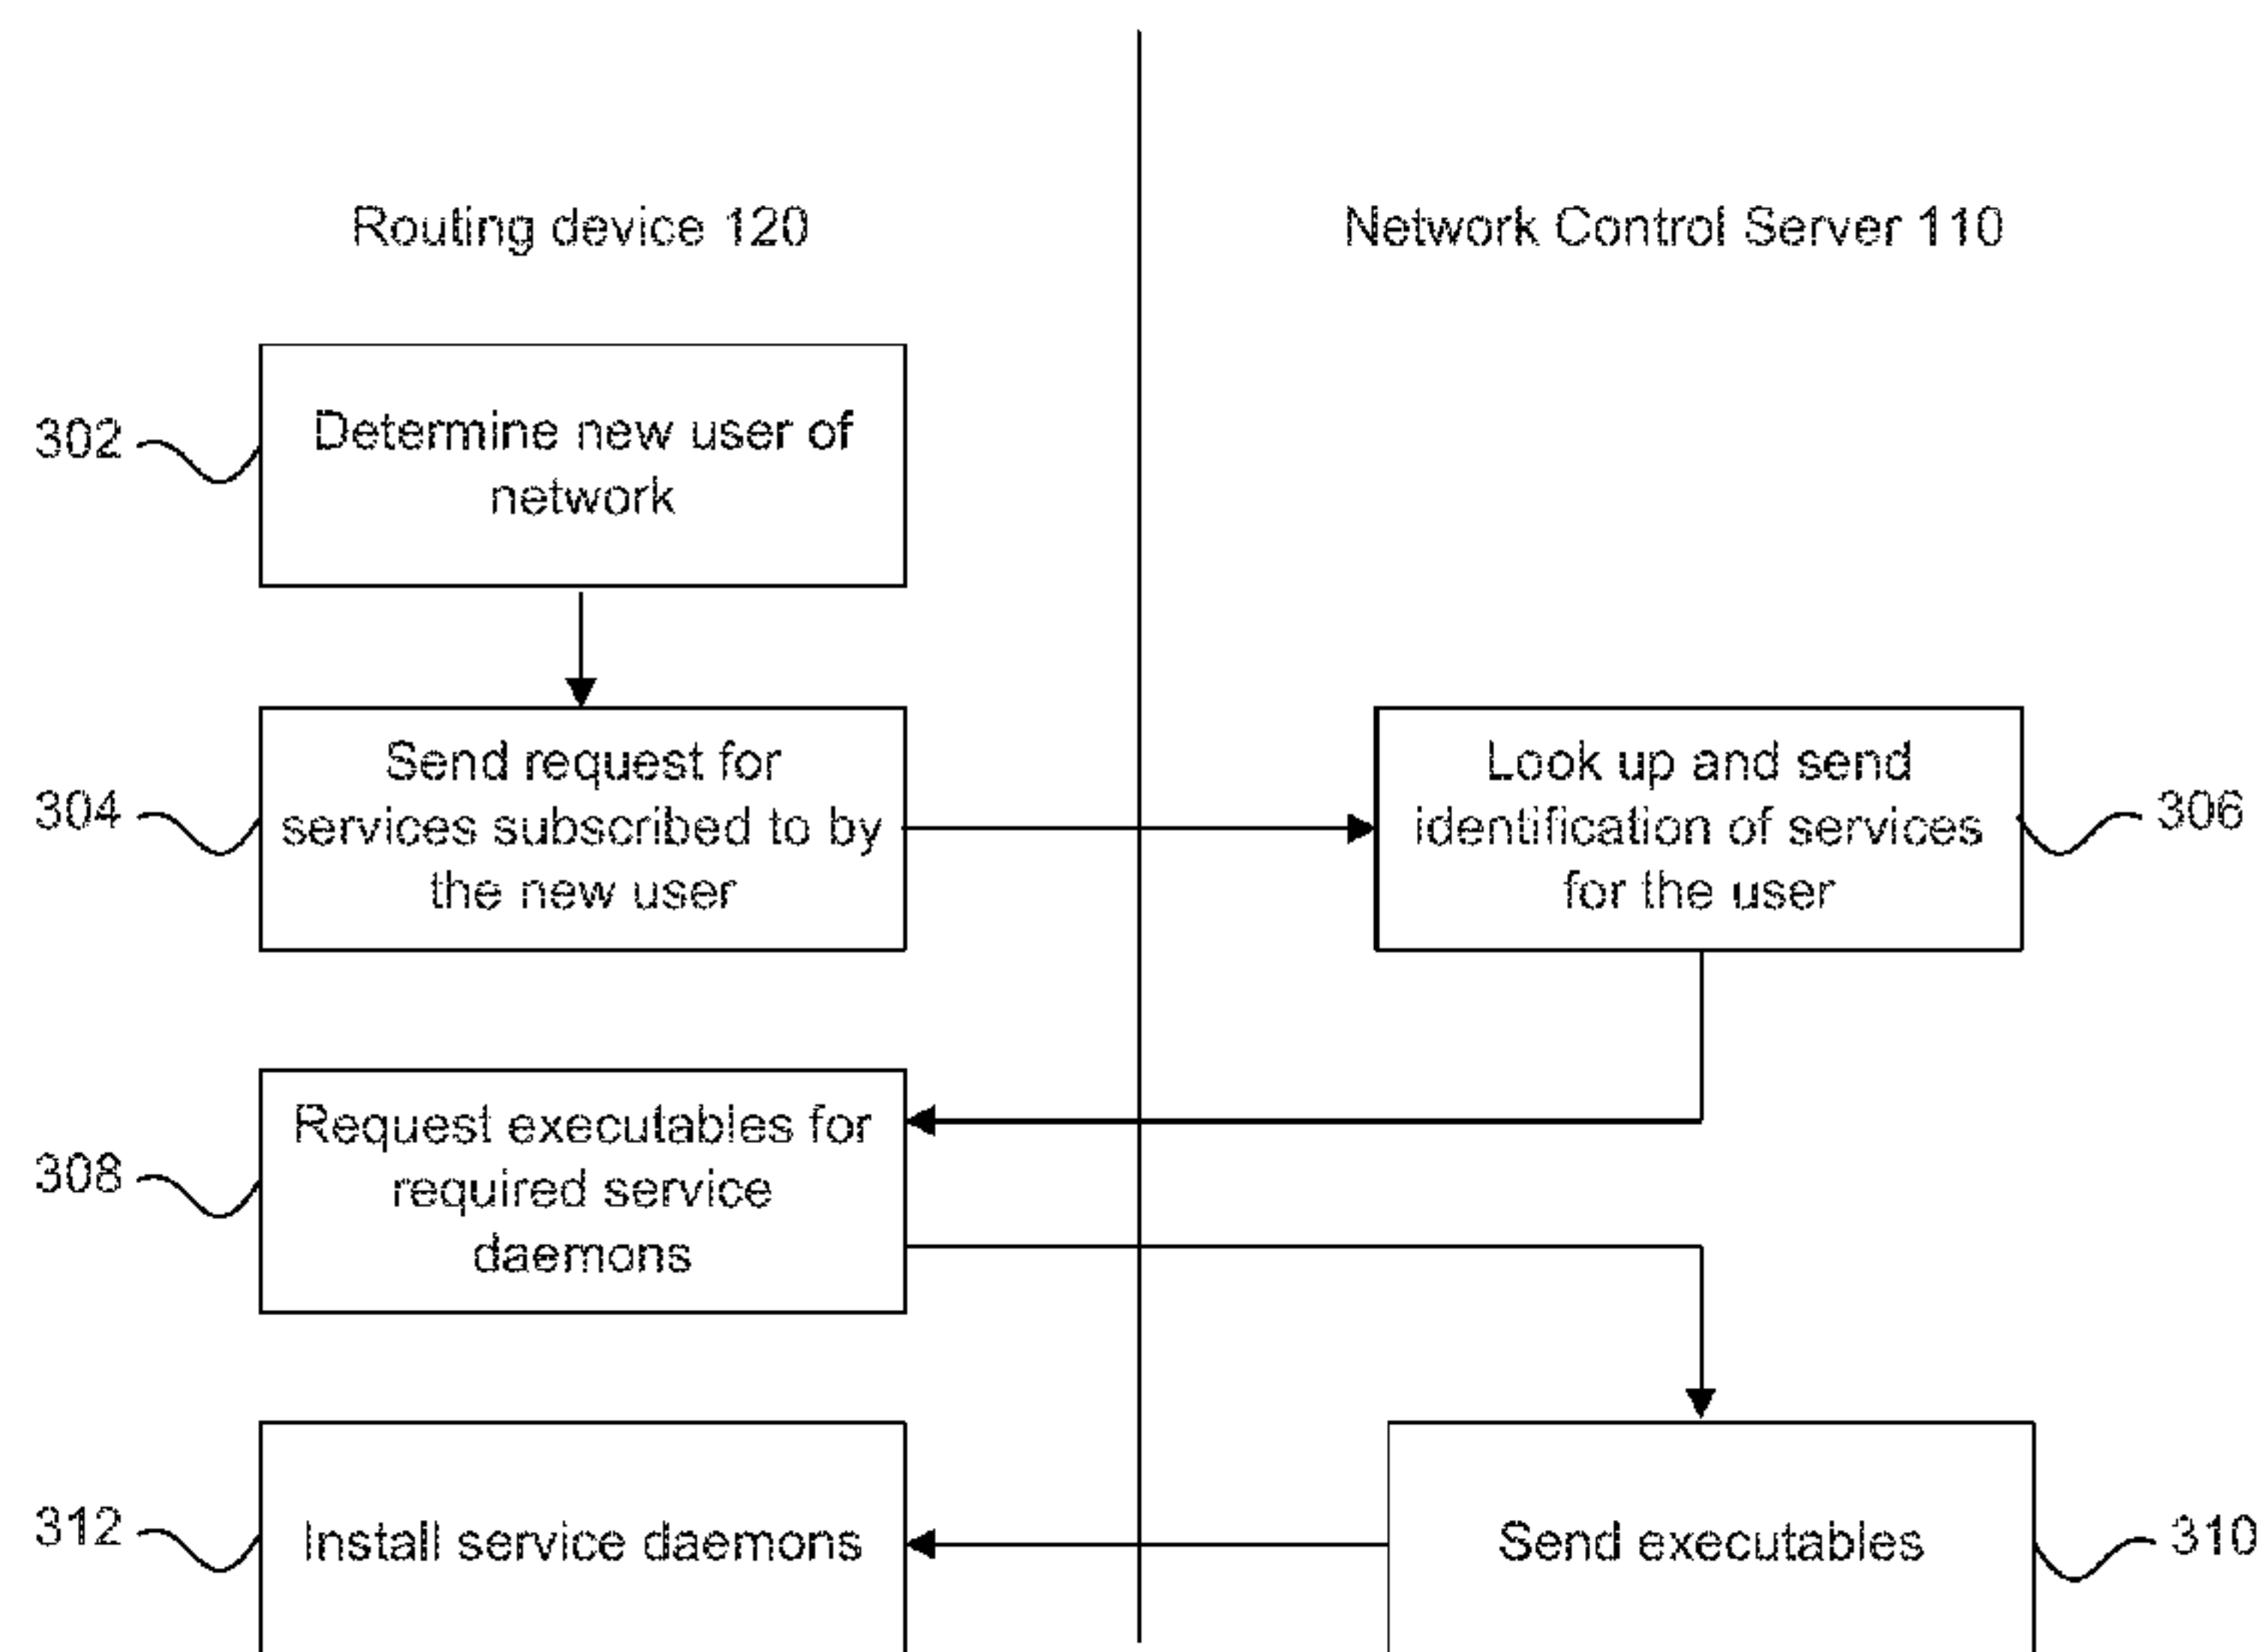 Routing device 120
Network Control Server 110
302
Determine new user of
network
304
Send request for
services subscribed to by
the new user
Look up and send
identification of services
for the user
306
308
Request executables for
required service
daemons
312
Install service daemons
Send executables
310